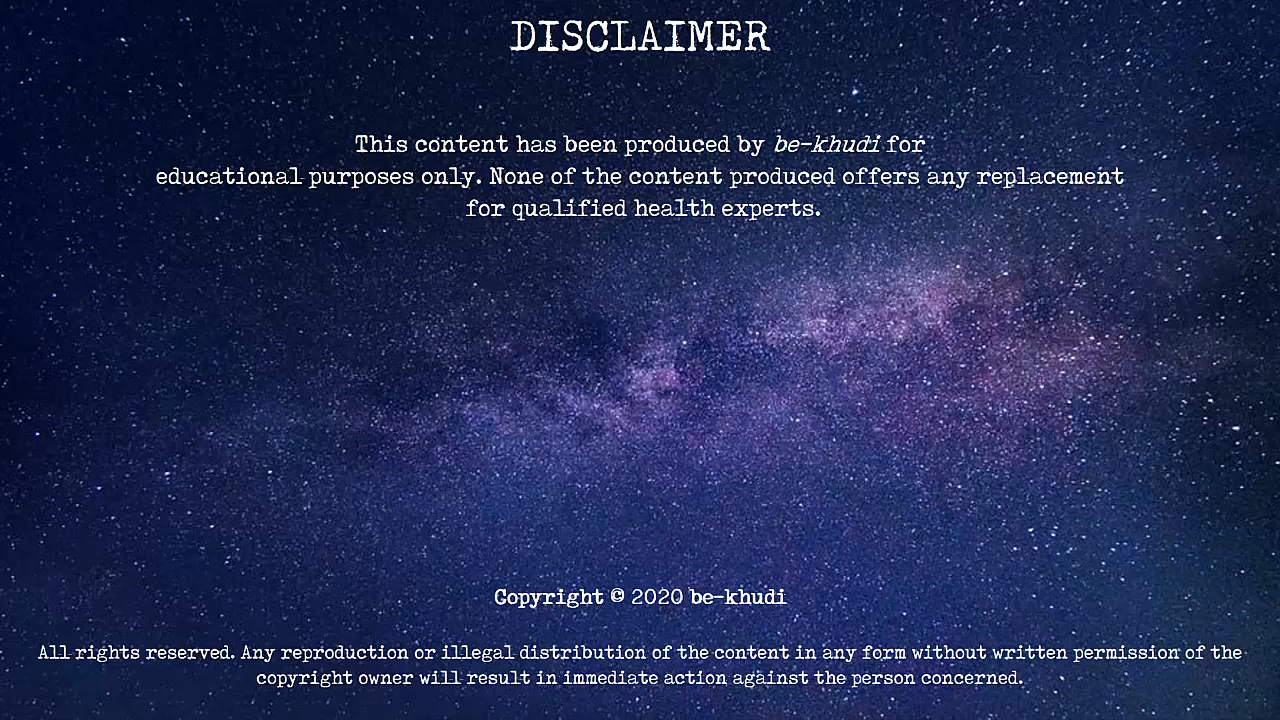 DISCLAIMER
This content has been produced by be-khudi for
educational purposes only. None of the content produced offers any replacement
for qualified health experts.
Copyright © 2020 be-khudi
All rights reserved. Any reproduction or illegal distribution of the content in any form without written permission of the
copyright owner will result in immediate action against the person concerned.